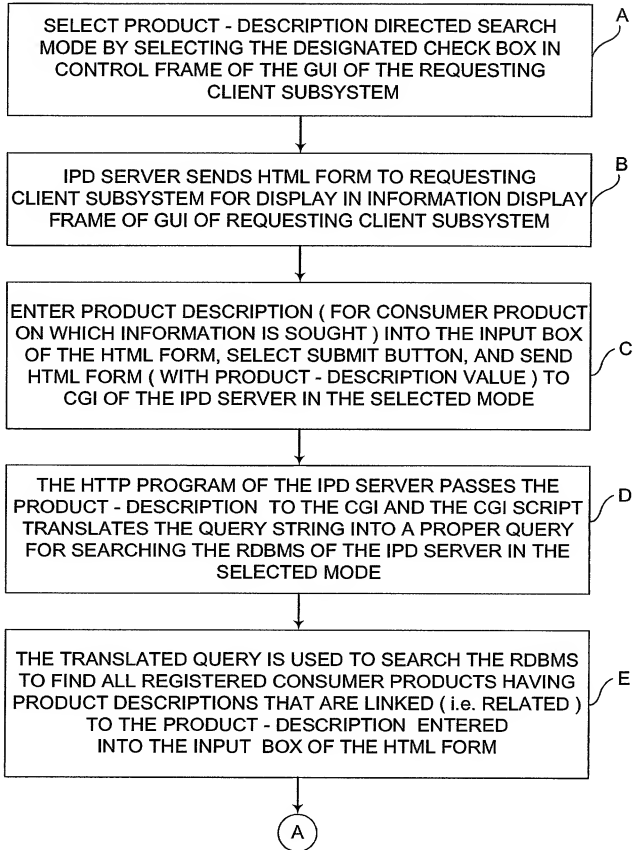 SELECT PRODUCT - DESCRIPTION DIRECTED SEARCH
MODE BY SELECTING THE DESIGNATED CHECK BOX IN
CONTROL FRAME OF THE GUI OF THE REQUESTING
CLIENT SUBSYSTEM
A
IPD SERVER SENDS HTML FORM TO REQUESTING
CLIENT SUBSYSTEM FOR DISPLAY IN INFORMATION DISPLAY
FRAME OF GUI OF REQUESTING CLIENT SUBSYSTEM
B
ENTER PRODUCT DESCRIPTION ( FOR CONSUMER PRODUCT
ON WHICH INFORMATION IS SOUGHT ) INTO THE INPUT BOX
OF THE HTML FORM, SELECT SUBMIT BUTTON, AND SEND
HTML FORM ( WITH PRODUCT - DESCRIPTION VALUE ) TO
CGI OF THE IPD SERVER IN THE SELECTED MODE
C
THE HTTP PROGRAM OF THE IPD SERVER PASSES THE
PRODUCT - DESCRIPTION TO THE CGI AND THE CGI SCRIPT
TRANSLATES THE QUERY STRING INTO A PROPER QUERY
FOR SEARCHING THE RDBMS OF THE IPD SERVER IN THE
SELECTED MODE
D
THE TRANSLATED QUERY IS USED TO SEARCH THE RDBMS
TO FIND ALL REGISTERED CONSUMER PRODUCTS HAVING
PRODUCT DESCRIPTIONS THAT ARE LINKED ( i.e. RELATED )
TO THE PRODUCT - DESCRIPTION ENTERED
INTO THE INPUT BOX OF THE HTML FORM
E
A